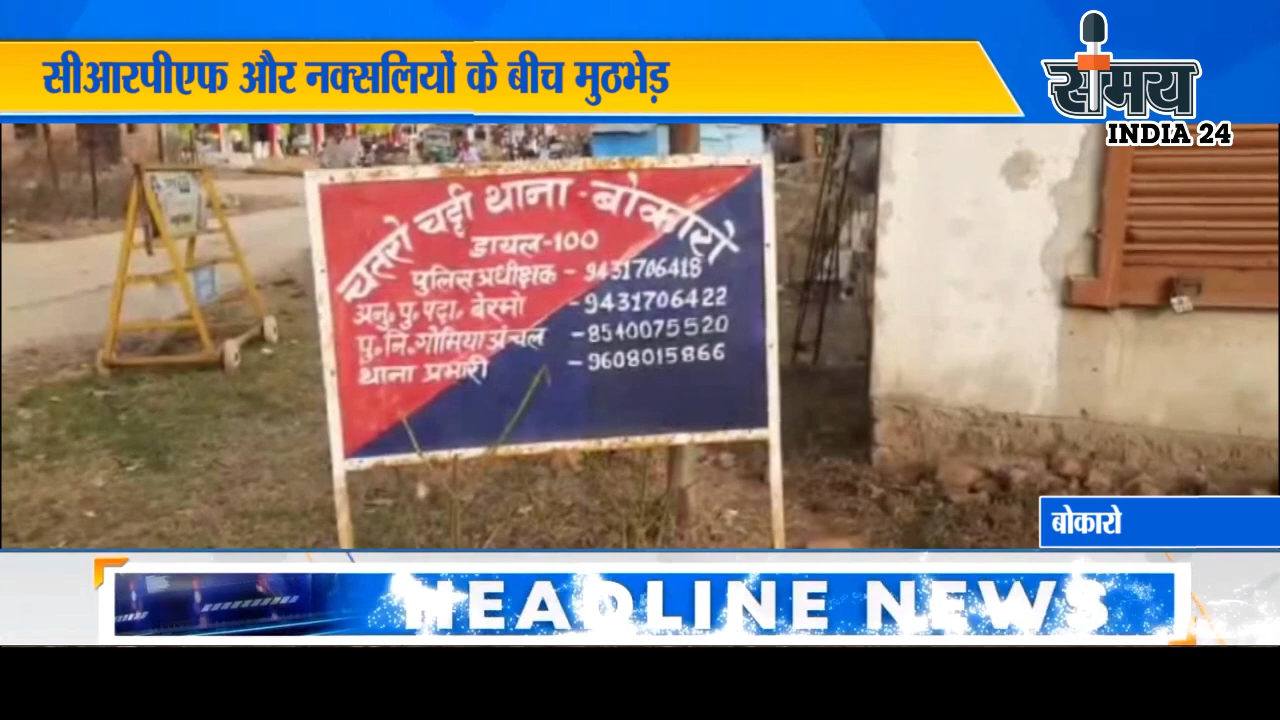 सीआरपीएफ और नक्सलियों के बीच मुठभेड़
समय
INDIA 24
चतरो चट्टी थाना - बोकारो
डायल-100
पुलिस अधीक्षक - 9431706418
अनु॰पु॰पदा॰ बेरमो - 9431706422
पु॰नि॰गोमिया अंचल - 8540075520
थाना प्रभारी - 9608015866
बोकारो
HEADLINE NEWS